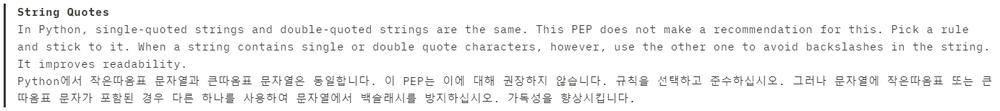 String Quotes
In Python, single-quoted strings and double-quoted strings are the same. This PEP does not make a recommendation for this. Pick a rule
and stick to it. When a string contains single or double quote characters, however, use the other one to avoid backslashes in the string.
It improves readability.
Python에서 작은따옴표 문자열과 큰따옴표 문자열은 동일합니다. 이 PEP는 이에 대해 권장하지 않습니다. 규칙을 선택하고 준수하십시오. 그러나 문자열에 작은따옴표 또는 큰
따옴표 문자가 포함된 경우 다른 하나를 사용하여 문자열에서 백슬래시를 방지하십시오. 가독성을 향상시킵니다.